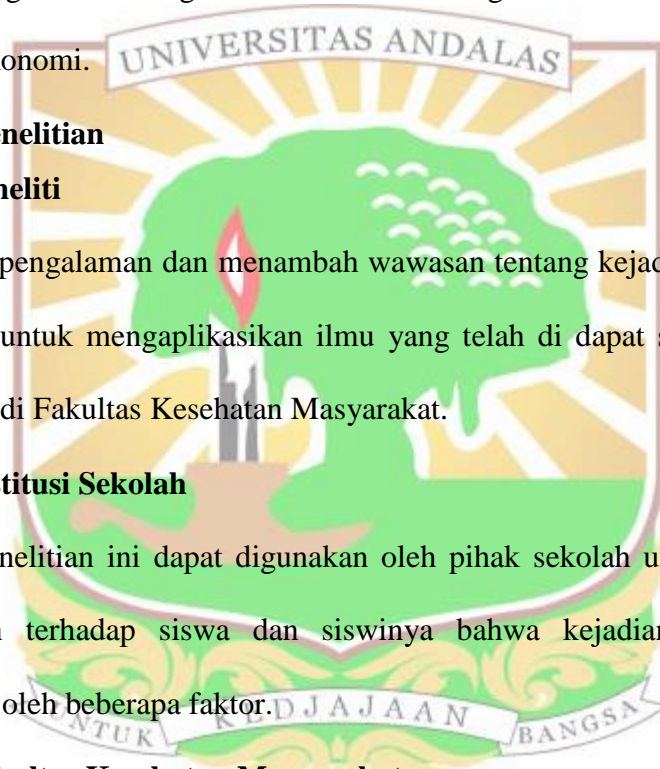 UNIVERSITAS ANDALAS
onomi.
enelitian
neliti
pengalaman dan menambah wawasan tentang kejad
untuk mengaplikasikan ilmu yang telah di dapat s
di Fakultas Kesehatan Masyarakat.
stitusi Sekolah
nelitian ini dapat digunakan oleh pihak sekolah u
terhadap siswa dan siswinya bahwa kejadian
oleh beberapa faktor.
UNTUK KEDJAJAAN BANGSA